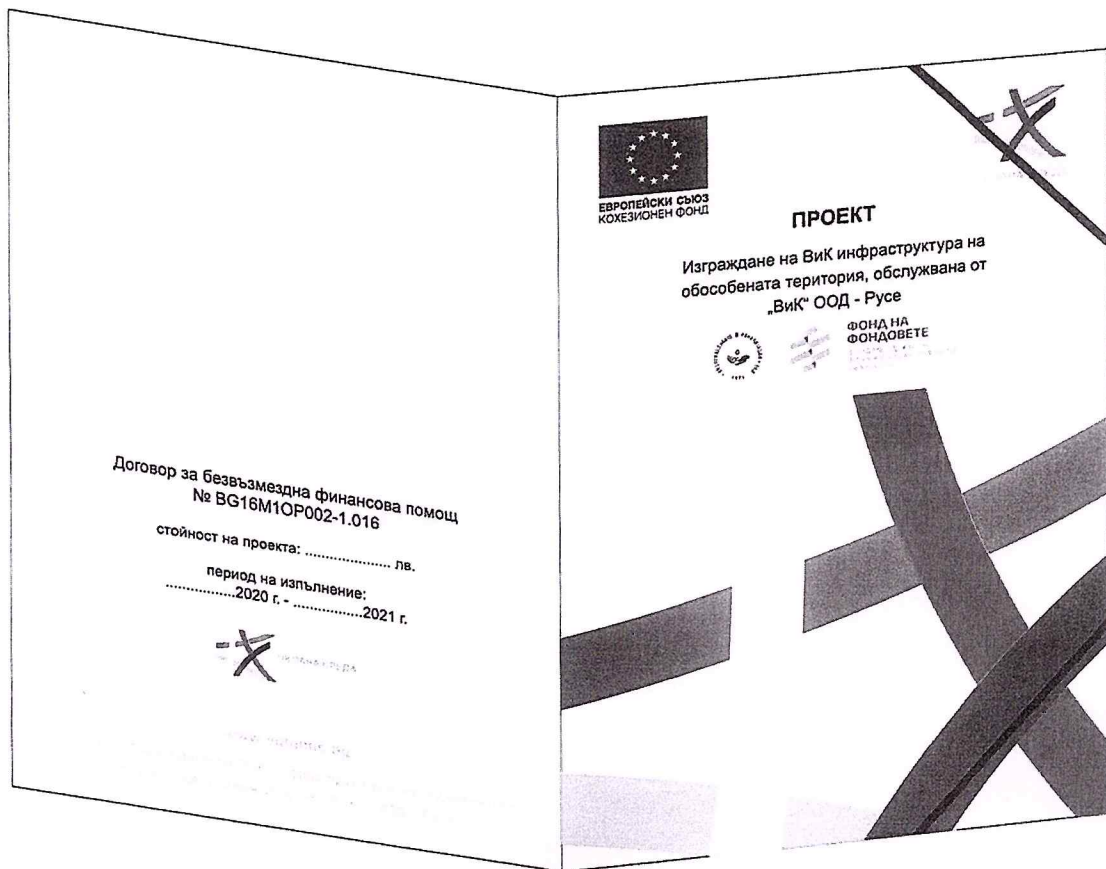 Договор за безвъзмездна финансова помощ
№ BG16M1OP002-1.016
стойност на проекта: .................... лв.
период на изпълнение:
................2020 г. - ................2021 г.
ЕВРОПЕЙСКИ СЪЮЗ
КОХЕЗИОНЕН ФОНД
ПРОЕКТ
Изграждане на ВиК инфраструктура на
обособената територия, обслужвана от
„ВиК“ ООД - Русе
ФОНД НА
ФОНДОВЕТЕ